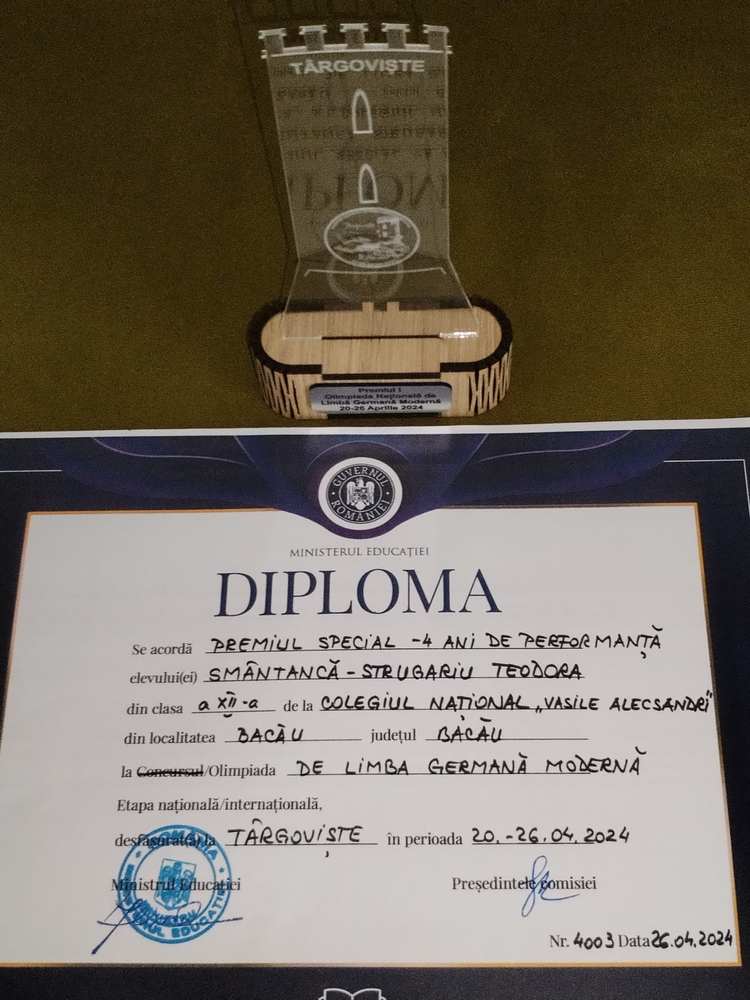 TÂRGOVIȘTE
Premiul I
Olimpiada Națională de
Limbă Germană Modernă
20-26 Aprilie 2024
GUVERNUL ROMÂNIEI
MINISTERUL EDUCAȚIEI
DIPLOMA
Se acordă PREMIUL SPECIAL - 4 ANI DE PERFORMANȚĂ
elevului(ei) SMÂNTANCĂ - STRUGARIU TEODORA
din clasa a XII-a de la COLEGIUL NAȚIONAL „VASILE ALECSANDRI"
din localitatea BACĂU județul BACĂU
la Concursul/Olimpiada DE LIMBA GERMANĂ MODERNĂ
Etapa națională/internațională,
desfășurat(ă) la TÂRGOVIȘTE în perioada 20.-26.04.2024
ROMÂNIA
Ministrul Educației Președintele comisiei
MINISTERUL EDUCAȚIEI
Nr. 4003 Data 26.04.2024